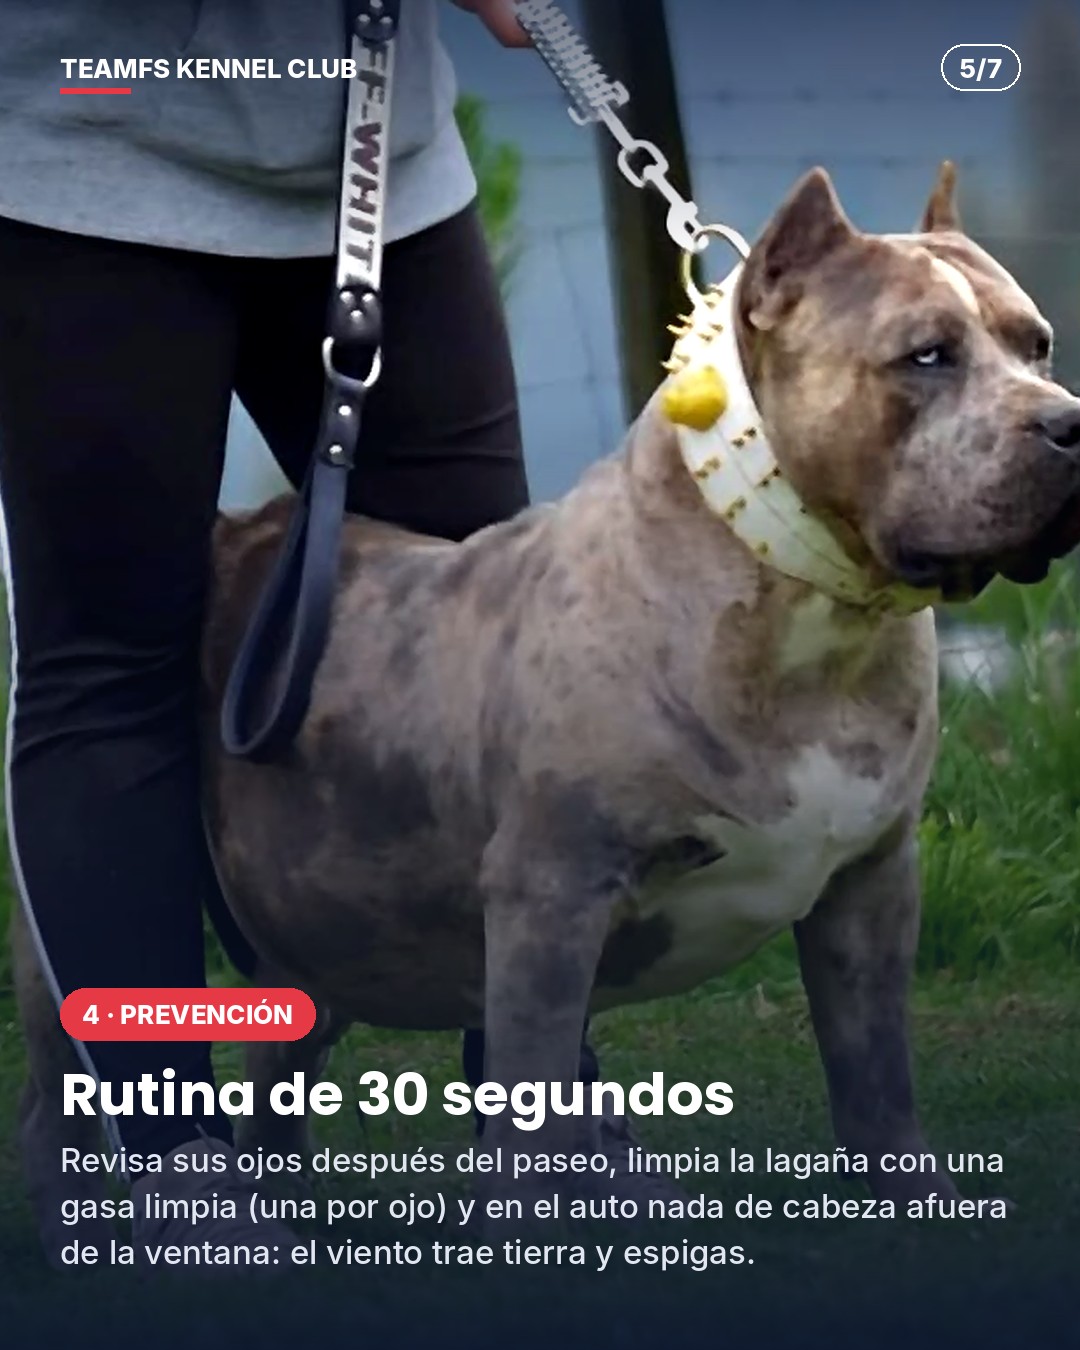 TEAMFS KENNEL CLUB
5/7
4 · PREVENCIÓN
Rutina de 30 segundos
Revisa sus ojos después del paseo, limpia la lagaña con una
gasa limpia (una por ojo) y en el auto nada de cabeza afuera
de la ventana: el viento trae tierra y espigas.